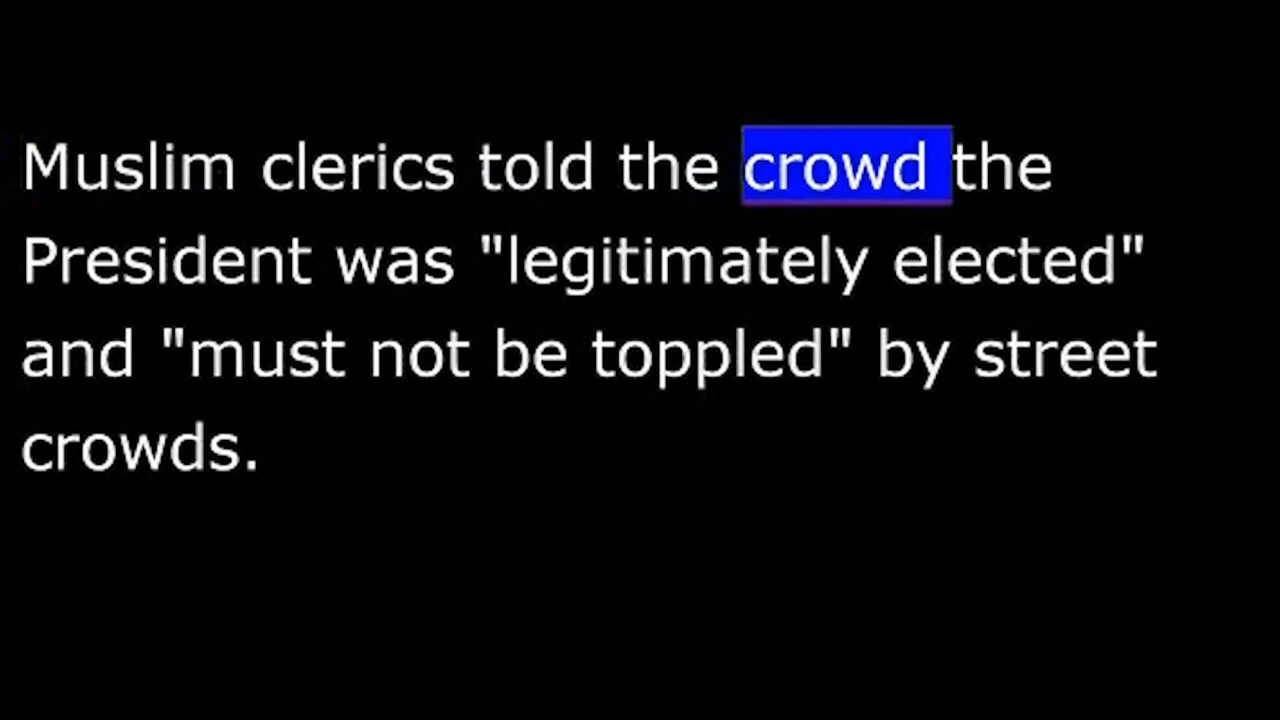 Muslim clerics told the crowd the
President was "legitimately elected"
and "must not be toppled" by street
crowds.